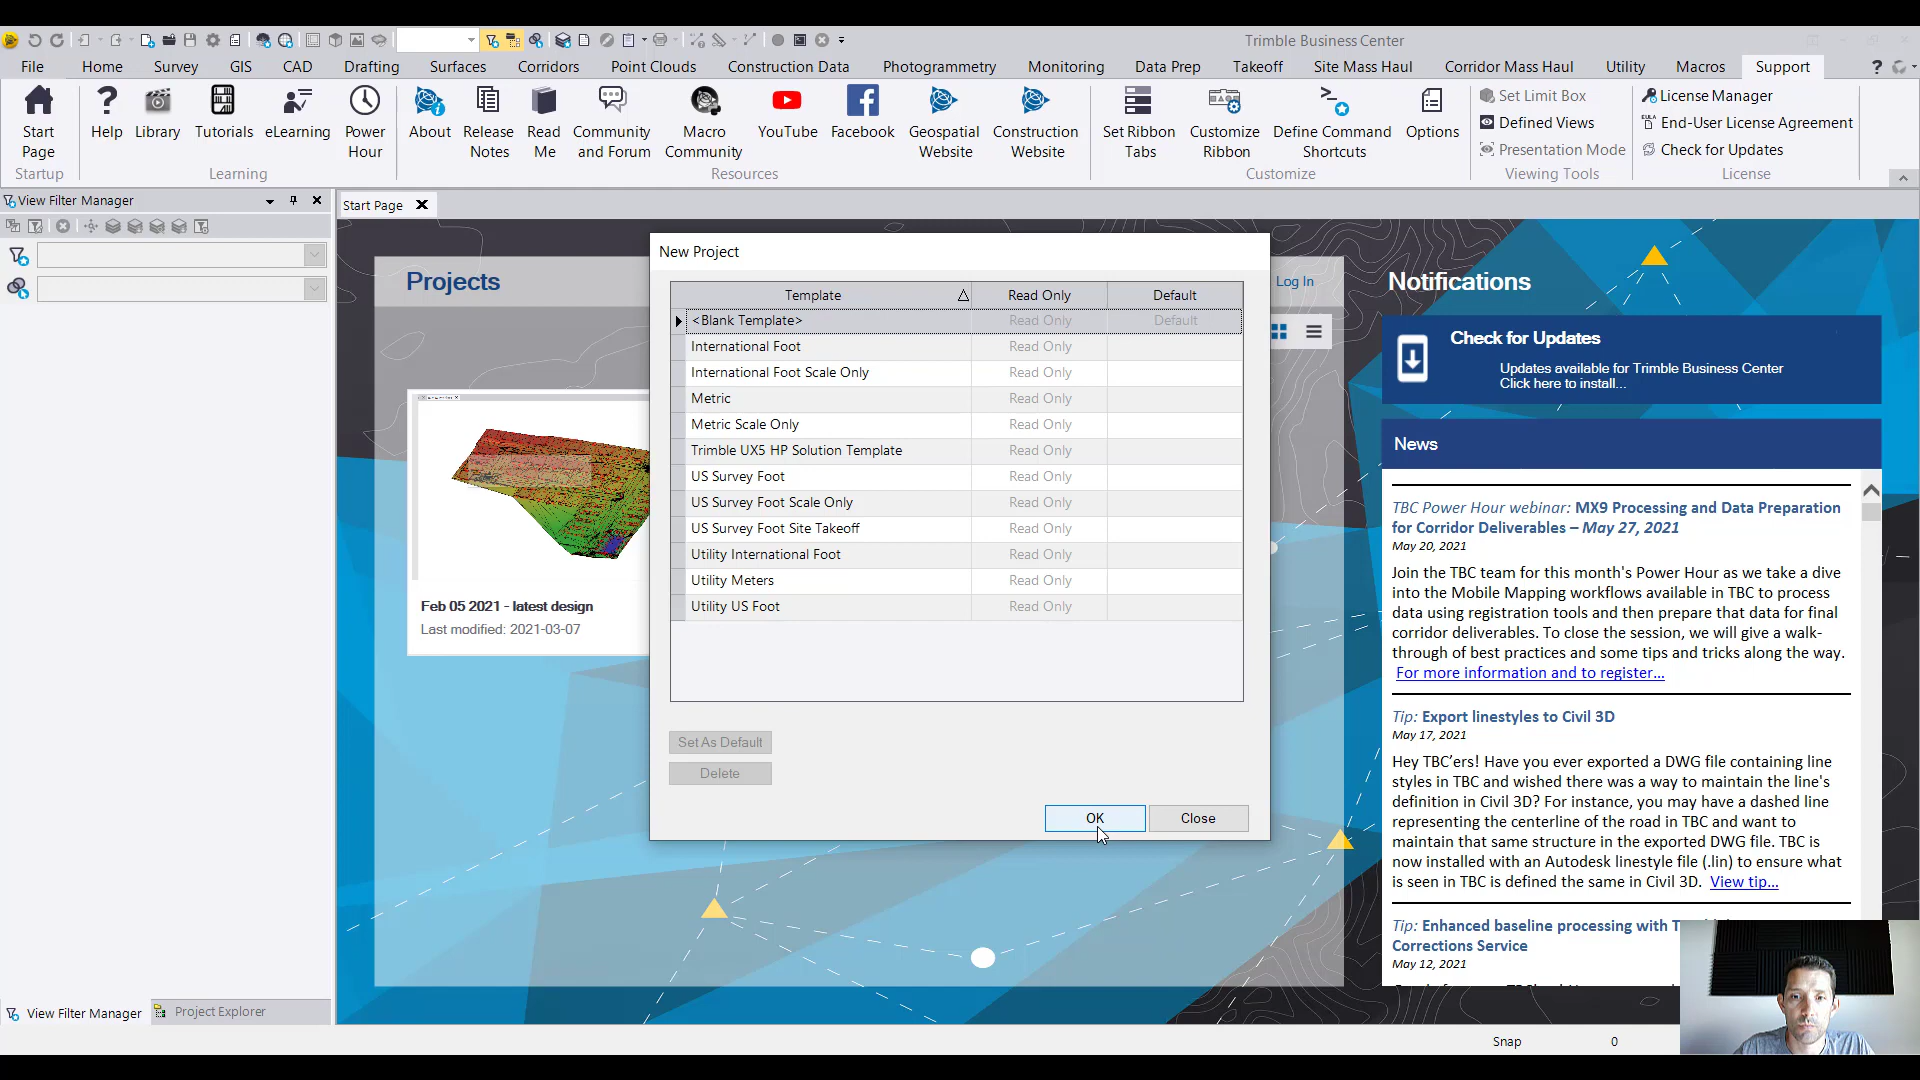 Trimble Business Center
File Home Survey GIS CAD Drafting Surfaces Corridors Point Clouds Construction Data Photogrammetry Monitoring Data Prep Takeoff Site Mass Haul Corridor Mass Haul Utility Macros Support
Start Page
Help
Library
Tutorials
eLearning
Power Hour
About
Release Notes
Read Me
Community and Forum
Macro Community
YouTube
Facebook
Geospatial Website
Construction Website
Set Ribbon Tabs
Customize Ribbon
Define Command Shortcuts
Options
Set Limit Box
Defined Views
Presentation Mode
License Manager
End-User License Agreement
Check for Updates
Startup
Learning
Resources
Customize
Viewing Tools
License
View Filter Manager
Start Page
Projects
Log In
Feb 05 2021 - latest design
Last modified: 2021-03-07
New Project
Template Read Only Default
<Blank Template> Read Only Default
International Foot Read Only
International Foot Scale Only Read Only
Metric Read Only
Metric Scale Only Read Only
Trimble UX5 HP Solution Template Read Only
US Survey Foot Read Only
US Survey Foot Scale Only Read Only
US Survey Foot Site Takeoff Read Only
Utility International Foot Read Only
Utility Meters Read Only
Utility US Foot Read Only
Set As Default
Delete
OK
Close
Notifications
Check for Updates
Updates available for Trimble Business Center
Click here to install...
News
TBC Power Hour webinar: MX9 Processing and Data Preparation
for Corridor Deliverables – May 27, 2021
May 20, 2021
Join the TBC team for this month's Power Hour as we take a dive
into the Mobile Mapping workflows available in TBC to process
data using registration tools and then prepare that data for final
corridor deliverables. To close the session, we will give a walk-
through of best practices and some tips and tricks along the way.
For more information and to register...
Tip: Export linestyles to Civil 3D
May 17, 2021
Hey TBC’ers! Have you ever exported a DWG file containing line
styles in TBC and wished there was a way to maintain the line's
definition in Civil 3D? For instance, you may have a dashed line
representing the centerline of the road in TBC and want to
maintain that same structure in the exported DWG file. TBC is
now installed with an Autodesk linestyle file (.lin) to ensure what
is seen in TBC is defined the same in Civil 3D. View tip...
Tip: Enhanced baseline processing with
Corrections Service
May 12, 2021
View Filter Manager
Project Explorer
Snap 0